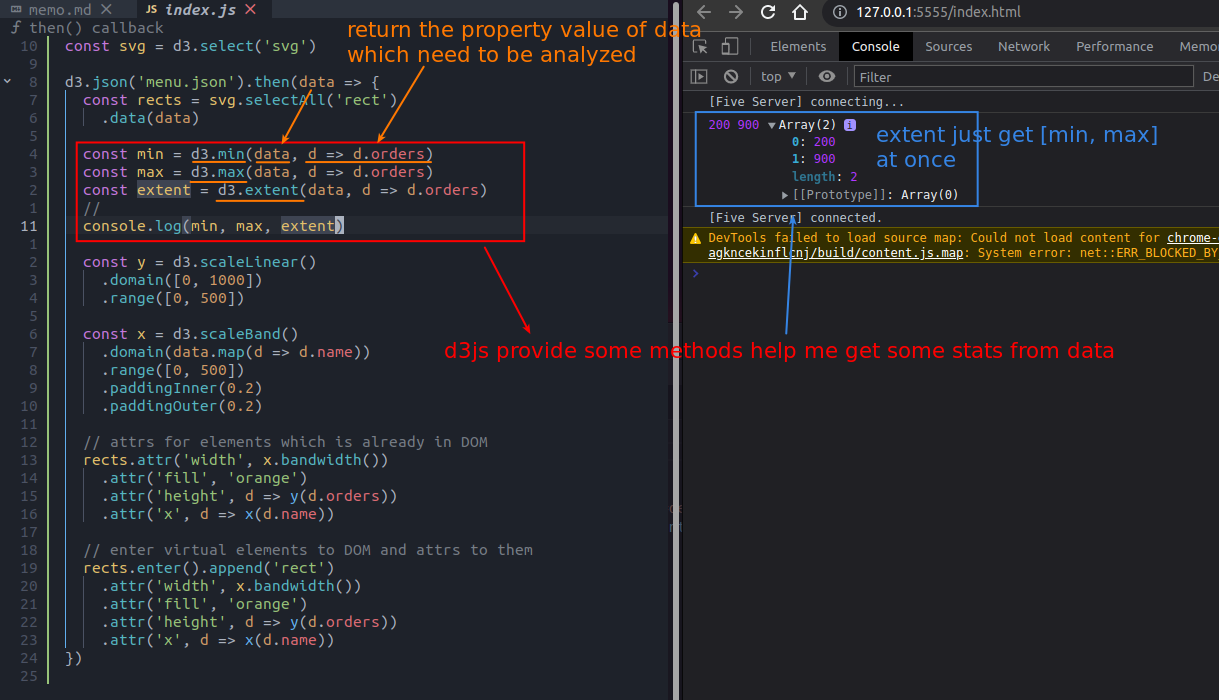 memo.md
JS index.js
then() callback
return the property value of data
which need to be analyzed
10 const svg = d3.select('svg')
9
8 d3.json('menu.json').then(data => {
7 const rects = svg.selectAll('rect')
6 .data(data)
5
4 const min = d3.min(data, d => d.orders)
3 const max = d3.max(data, d => d.orders)
2 const extent = d3.extent(data, d => d.orders)
1 //
11 console.log(min, max, extent)
1
2 const y = d3.scaleLinear()
3 .domain([0, 1000])
4 .range([0, 500])
5
6 const x = d3.scaleBand()
7 .domain(data.map(d => d.name))
8 .range([0, 500])
9 .paddingInner(0.2)
10 .paddingOuter(0.2)
11
12 // attrs for elements which is already in DOM
13 rects.attr('width', x.bandwidth())
14 .attr('fill', 'orange')
15 .attr('height', d => y(d.orders))
16 .attr('x', d => x(d.name))
17
18 // enter virtual elements to DOM and attrs to them
19 rects.enter().append('rect')
20 .attr('width', x.bandwidth())
21 .attr('fill', 'orange')
22 .attr('height', d => y(d.orders))
23 .attr('x', d => x(d.name))
24 })
25
d3js provide some methods help me get some stats from data
127.0.0.1:5555/index.html
Elements Console Sources Network Performance Memor
top Filter De
[Five Server] connecting...
200 900 Array(2) i
0: 200
1: 900
length: 2
[[Prototype]]: Array(0)
extent just get [min, max]
at once
[Five Server] connected.
DevTools failed to load source map: Could not load content for chrome-
agkncekinflcnj/build/content.js.map: System error: net::ERR_BLOCKED_BY